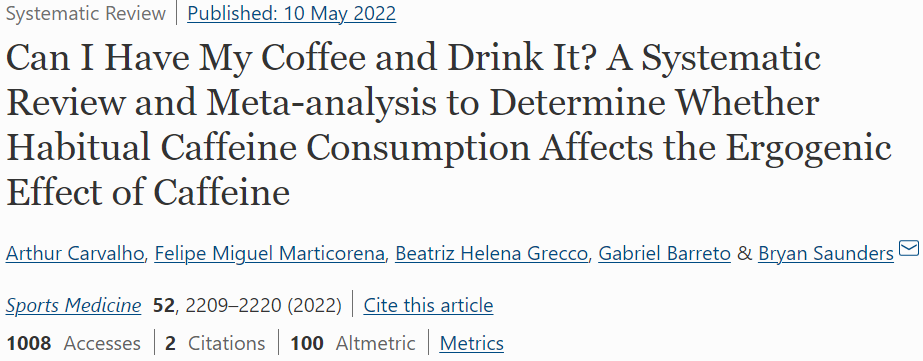 Systematic Review | Published: 10 May 2022
Can I Have My Coffee and Drink It? A Systematic
Review and Meta-analysis to Determine Whether
Habitual Caffeine Consumption Affects the Ergogenic
Effect of Caffeine
Arthur Carvalho, Felipe Miguel Marticorena, Beatriz Helena Grecco, Gabriel Barreto & Bryan Saunders
Sports Medicine 52, 2209–2220 (2022) | Cite this article
1008 Accesses | 2 Citations | 100 Altmetric | Metrics